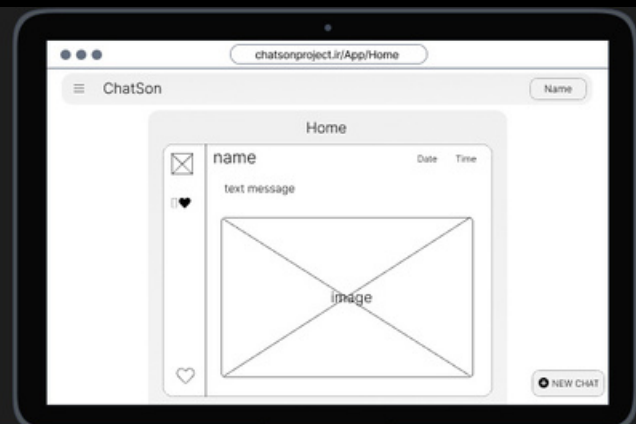 chatsonproject.ir/App/Home
ChatSon
Name
Home
name
Date Time
text message
image
NEW CHAT